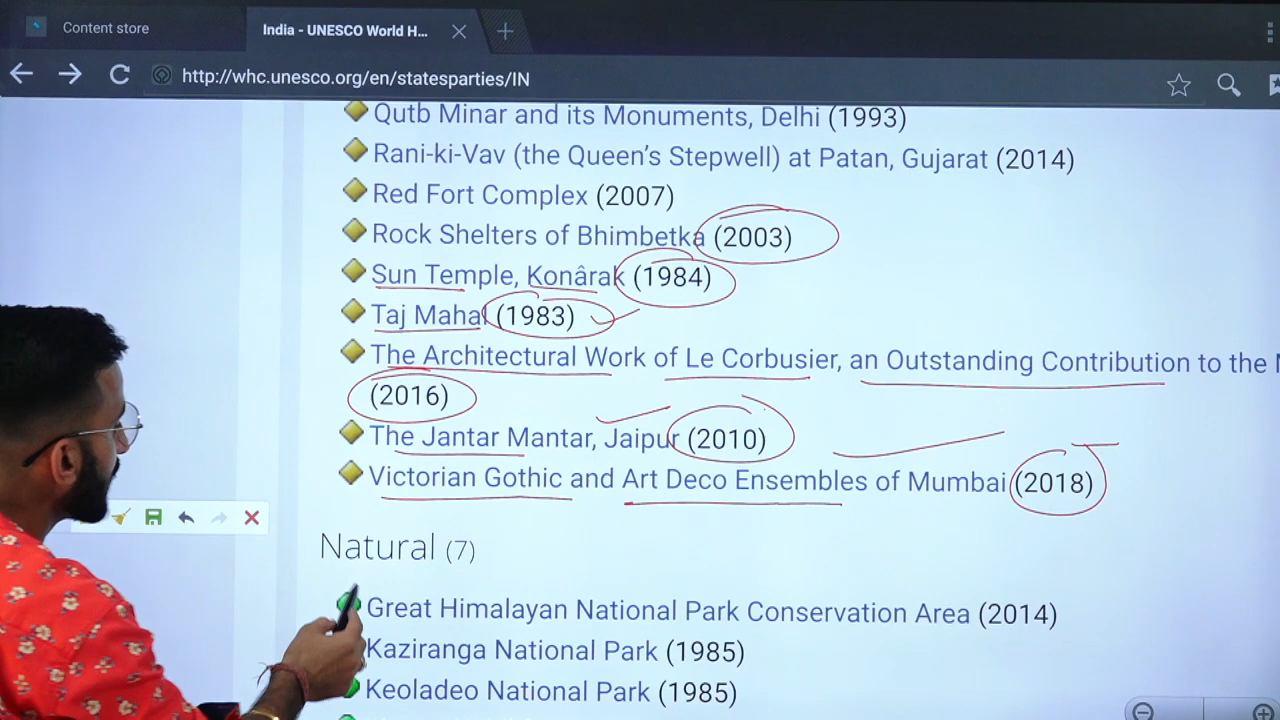 Content store
India - UNESCO World H...
http://whc.unesco.org/en/statesparties/IN
Qutb Minar and its Monuments, Delhi (1993)
Rani-ki-Vav (the Queen’s Stepwell) at Patan, Gujarat (2014)
Red Fort Complex (2007)
Rock Shelters of Bhimbetka (2003)
Sun Temple, Konârak (1984)
Taj Mahal (1983)
The Architectural Work of Le Corbusier, an Outstanding Contribution to the
(2016)
The Jantar Mantar, Jaipur (2010)
Victorian Gothic and Art Deco Ensembles of Mumbai (2018)
Natural (7)
Great Himalayan National Park Conservation Area (2014)
Kaziranga National Park (1985)
Keoladeo National Park (1985)